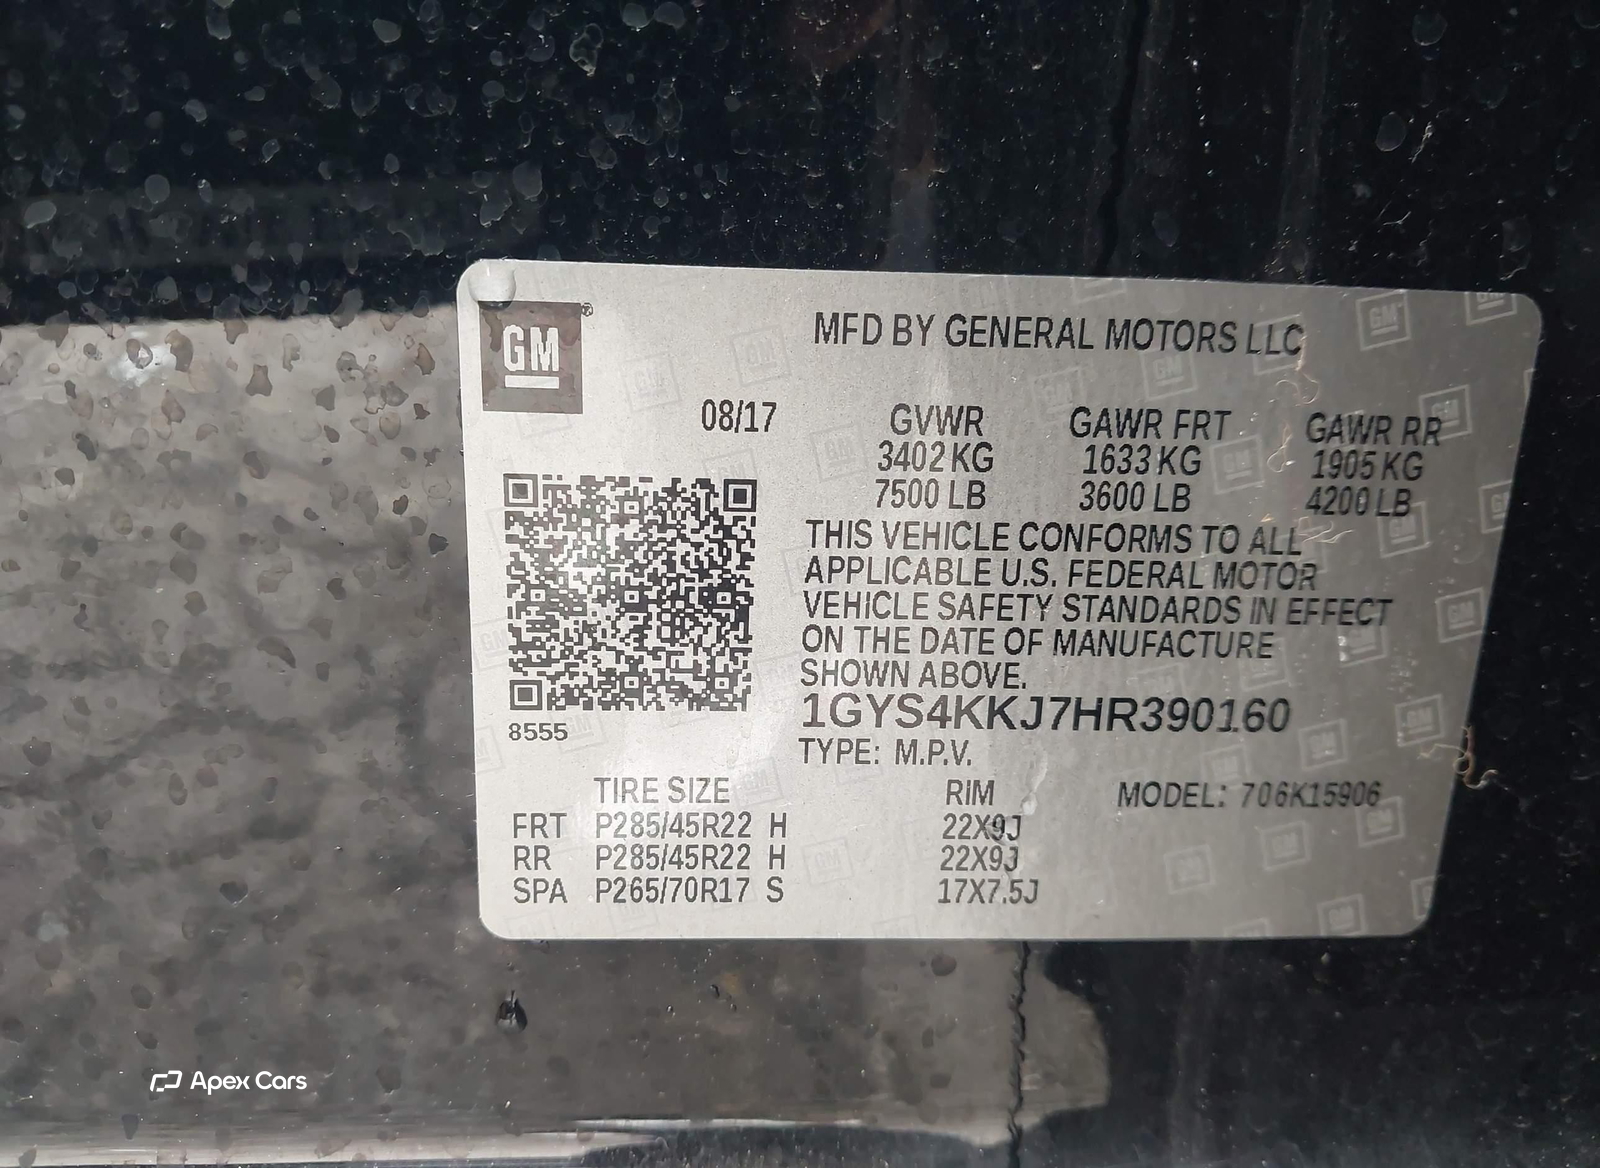 GM®
MFD BY GENERAL MOTORS LLC
08/17 GVWR GAWR FRT GAWR RR
3402 KG 1633 KG 1905 KG
7500 LB 3600 LB 4200 LB
THIS VEHICLE CONFORMS TO ALL
APPLICABLE U.S. FEDERAL MOTOR
VEHICLE SAFETY STANDARDS IN EFFECT
ON THE DATE OF MANUFACTURE
SHOWN ABOVE.
1GYS4KKJ7HR390160
8555
TYPE: M.P.V.
TIRE SIZE RIM MODEL: 706K15906
FRT P285/45R22 H 22X9J
RR P285/45R22 H 22X9J
SPA P265/70R17 S 17X7.5J
Apex Cars